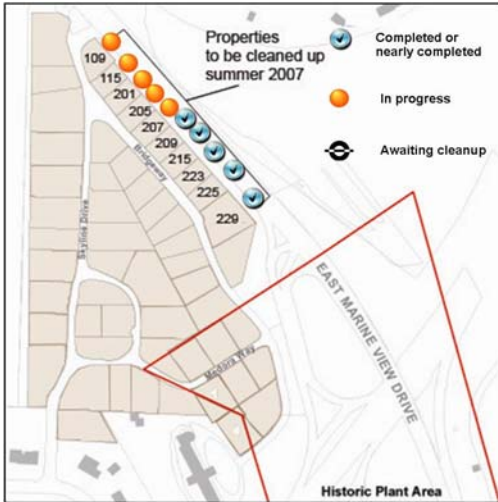 Properties
to be cleaned up
summer 2007
Completed or
nearly completed
In progress
Awaiting cleanup
109
115
201
205
207
209
215
223
225
229
Bridgeway
Skyline Drive
Medora Way
EAST MARINE VIEW DRIVE
Historic Plant Area